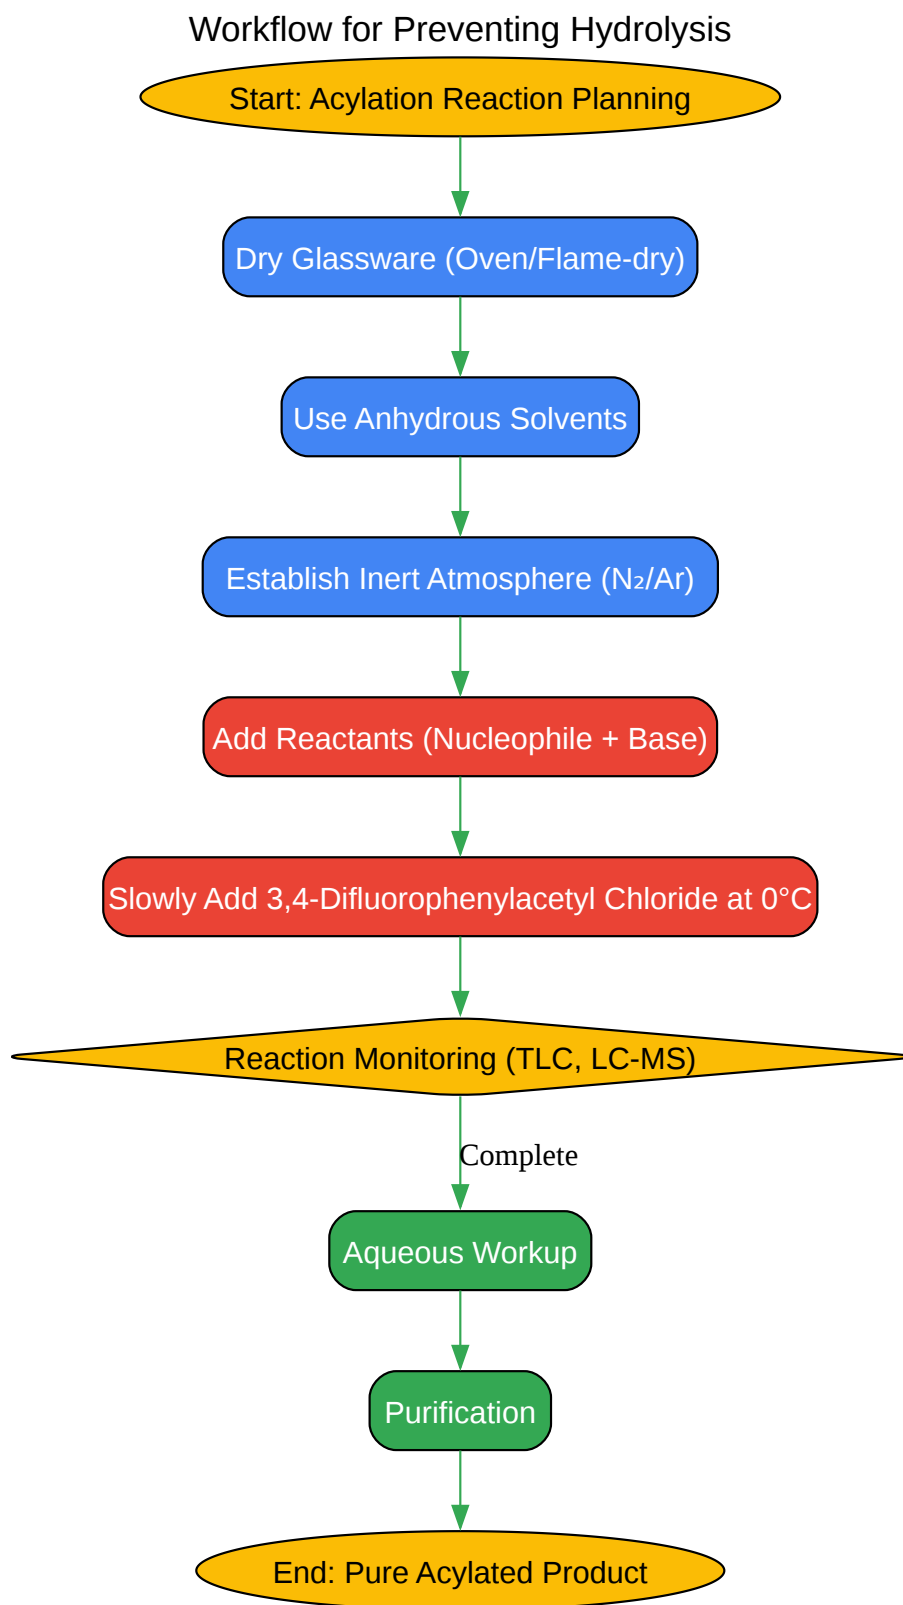 Workflow for Preventing Hydrolysis
Start: Acylation Reaction Planning
Dry Glassware (Oven/Flame-dry)
Use Anhydrous Solvents
Establish Inert Atmosphere (N₂/Ar)
Add Reactants (Nucleophile + Base)
Slowly Add 3,4-Difluorophenylacetyl Chloride at 0°C
Reaction Monitoring (TLC, LC-MS)
Complete
Aqueous Workup
Purification
End: Pure Acylated Product